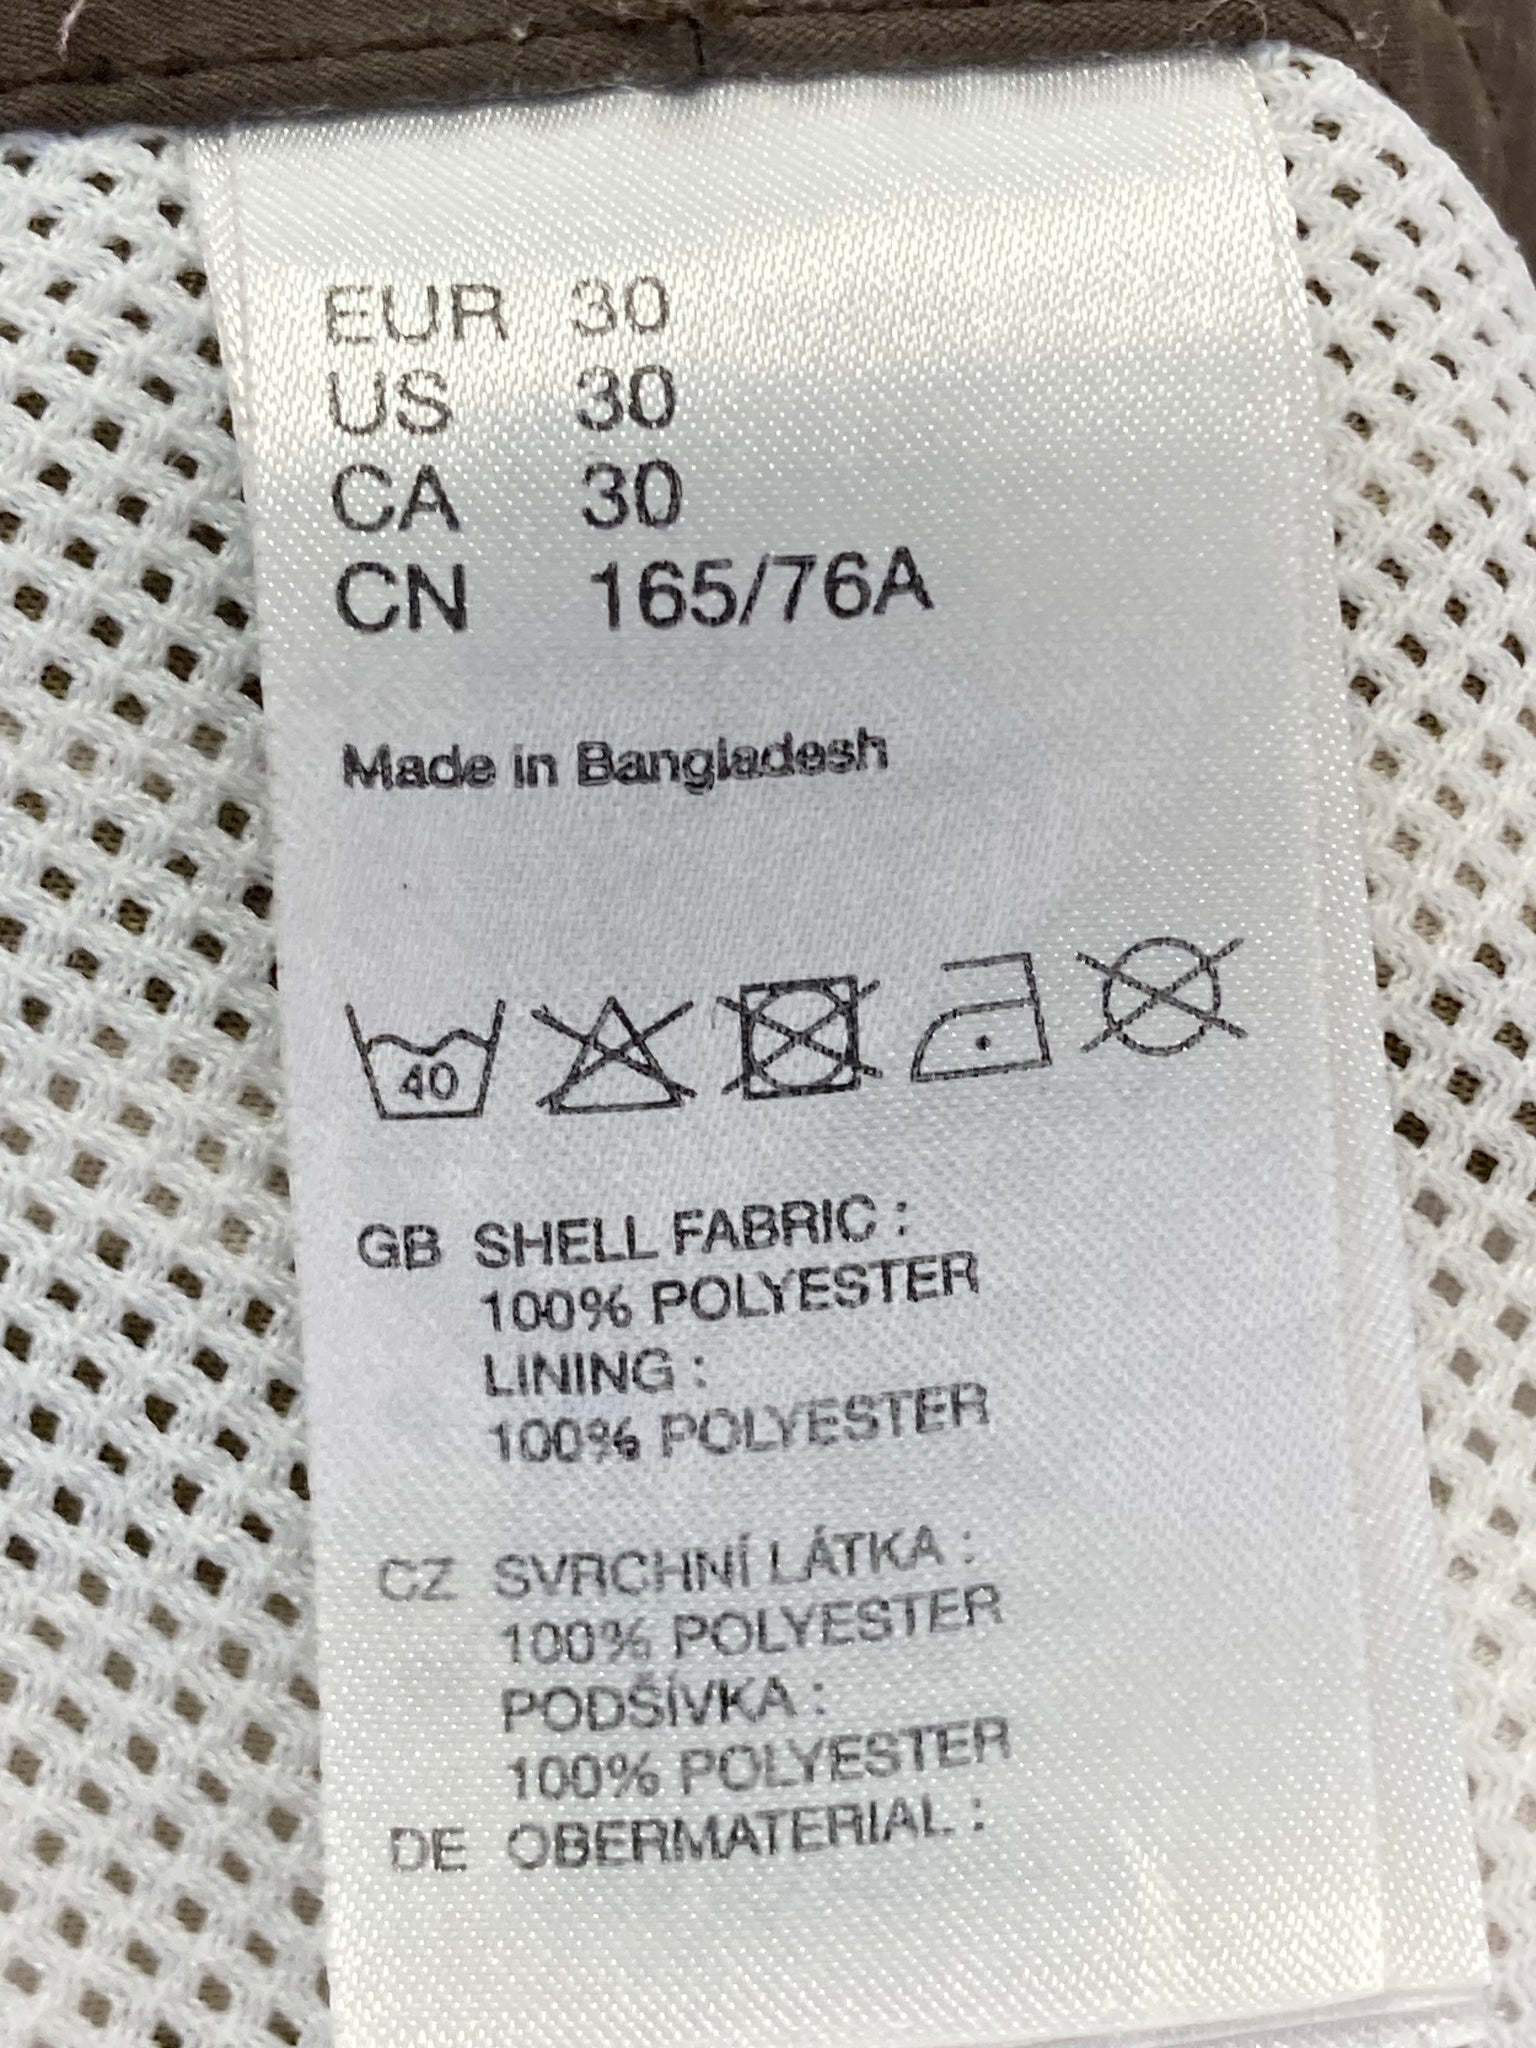 EUR 30
US 30
CA 30
CN 165/76A
Made in Bangladesh
40
GB SHELL FABRIC :
100% POLYESTER
LINING :
100% POLYESTER
CZ SVRCHNÍ LÁTKA :
100% POLYESTER
PODŠÍVKA :
100% POLYESTER
DE OBERMATERIAL :